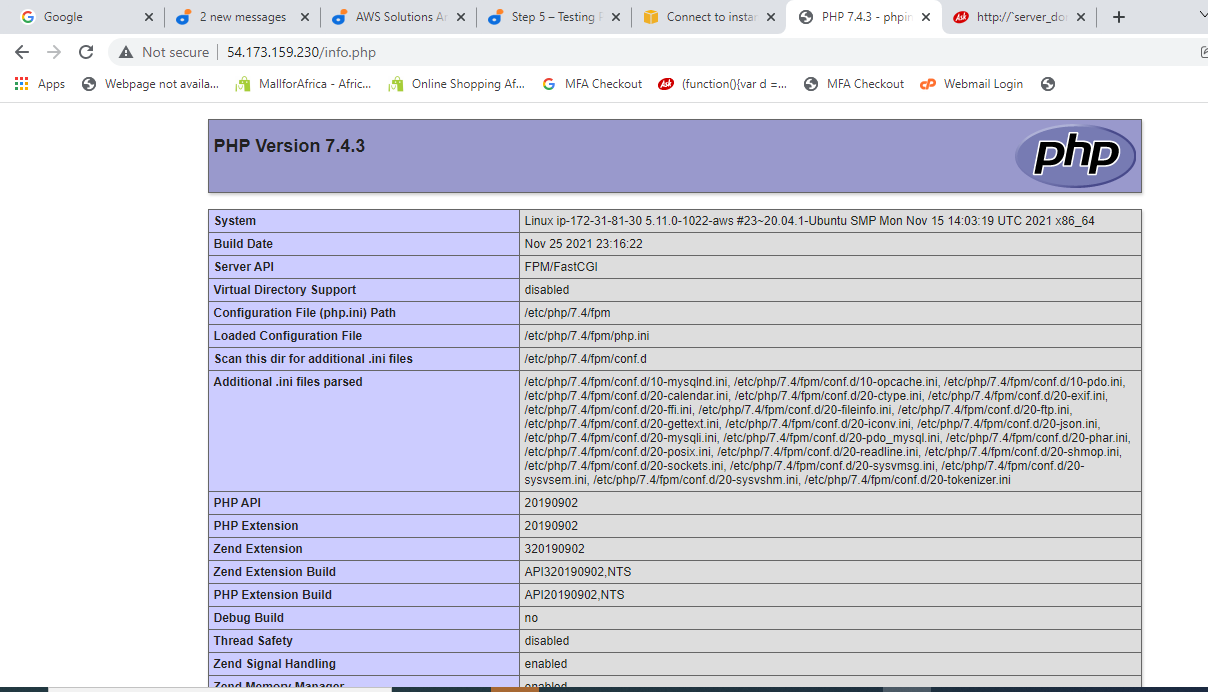 Google
2 new messages
AWS Solutions Ar
Step 5 – Testing
Connect to instan
PHP 7.4.3 - phpin
http://`server_do
Not secure
54.173.159.230/info.php
Apps
Webpage not availa...
MallforAfrica - Afric...
Online Shopping Af...
MFA Checkout
(function(){var d =...
MFA Checkout
Webmail Login
PHP Version 7.4.3
php
System Linux ip-172-31-81-30 5.11.0-1022-aws #23~20.04.1-Ubuntu SMP Mon Nov 15 14:03:19 UTC 2021 x86_64
Build Date Nov 25 2021 23:16:22
Server API FPM/FastCGI
Virtual Directory Support disabled
Configuration File (php.ini) Path /etc/php/7.4/fpm
Loaded Configuration File /etc/php/7.4/fpm/php.ini
Scan this dir for additional .ini files /etc/php/7.4/fpm/conf.d
Additional .ini files parsed /etc/php/7.4/fpm/conf.d/10-mysqlnd.ini, /etc/php/7.4/fpm/conf.d/10-opcache.ini, /etc/php/7.4/fpm/conf.d/10-pdo.ini,
/etc/php/7.4/fpm/conf.d/20-calendar.ini, /etc/php/7.4/fpm/conf.d/20-ctype.ini, /etc/php/7.4/fpm/conf.d/20-exif.ini,
/etc/php/7.4/fpm/conf.d/20-ffi.ini, /etc/php/7.4/fpm/conf.d/20-fileinfo.ini, /etc/php/7.4/fpm/conf.d/20-ftp.ini,
/etc/php/7.4/fpm/conf.d/20-gettext.ini, /etc/php/7.4/fpm/conf.d/20-iconv.ini, /etc/php/7.4/fpm/conf.d/20-json.ini,
/etc/php/7.4/fpm/conf.d/20-mysqli.ini, /etc/php/7.4/fpm/conf.d/20-pdo_mysql.ini, /etc/php/7.4/fpm/conf.d/20-phar.ini,
/etc/php/7.4/fpm/conf.d/20-posix.ini, /etc/php/7.4/fpm/conf.d/20-readline.ini, /etc/php/7.4/fpm/conf.d/20-shmop.ini,
/etc/php/7.4/fpm/conf.d/20-sockets.ini, /etc/php/7.4/fpm/conf.d/20-sysvmsg.ini, /etc/php/7.4/fpm/conf.d/20-
sysvsem.ini, /etc/php/7.4/fpm/conf.d/20-sysvshm.ini, /etc/php/7.4/fpm/conf.d/20-tokenizer.ini
PHP API 20190902
PHP Extension 20190902
Zend Extension 320190902
Zend Extension Build API320190902,NTS
PHP Extension Build API20190902,NTS
Debug Build no
Thread Safety disabled
Zend Signal Handling enabled
Zend Memory Manager enabled